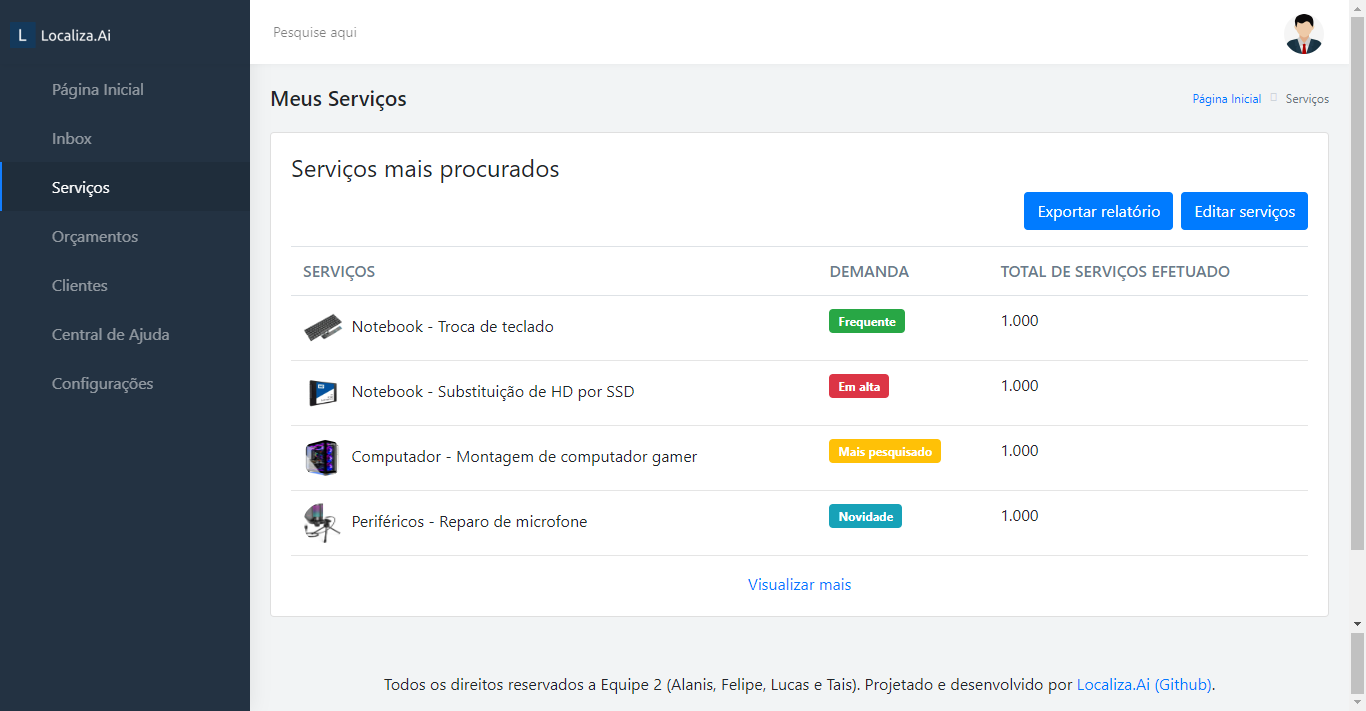 L Localiza.Ai
Página Inicial
Inbox
Serviços
Orçamentos
Clientes
Central de Ajuda
Configurações
Pesquise aqui
Meus Serviços
Página Inicial Serviços
Serviços mais procurados
Exportar relatório Editar serviços
SERVIÇOS DEMANDA TOTAL DE SERVIÇOS EFETUADO
Notebook - Troca de teclado Frequente 1.000
Notebook - Substituição de HD por SSD Em alta 1.000
Computador - Montagem de computador gamer Mais pesquisado 1.000
Periféricos - Reparo de microfone Novidade 1.000
Visualizar mais
Todos os direitos reservados a Equipe 2 (Alanis, Felipe, Lucas e Tais). Projetado e desenvolvido por Localiza.Ai (Github).